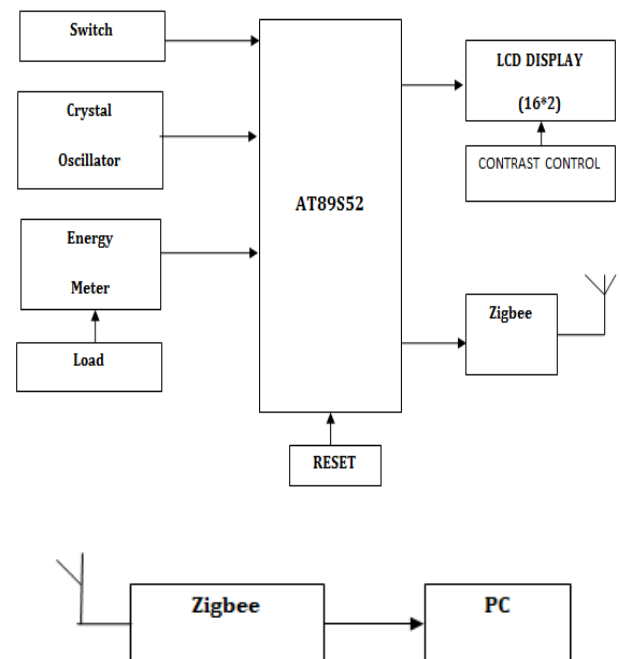 Switch
Crystal
Oscillator
Energy
Meter
Load
AT89S52
RESET
LCD DISPLAY
(16*2)
CONTRAST CONTROL
Zigbee
Zigbee
PC